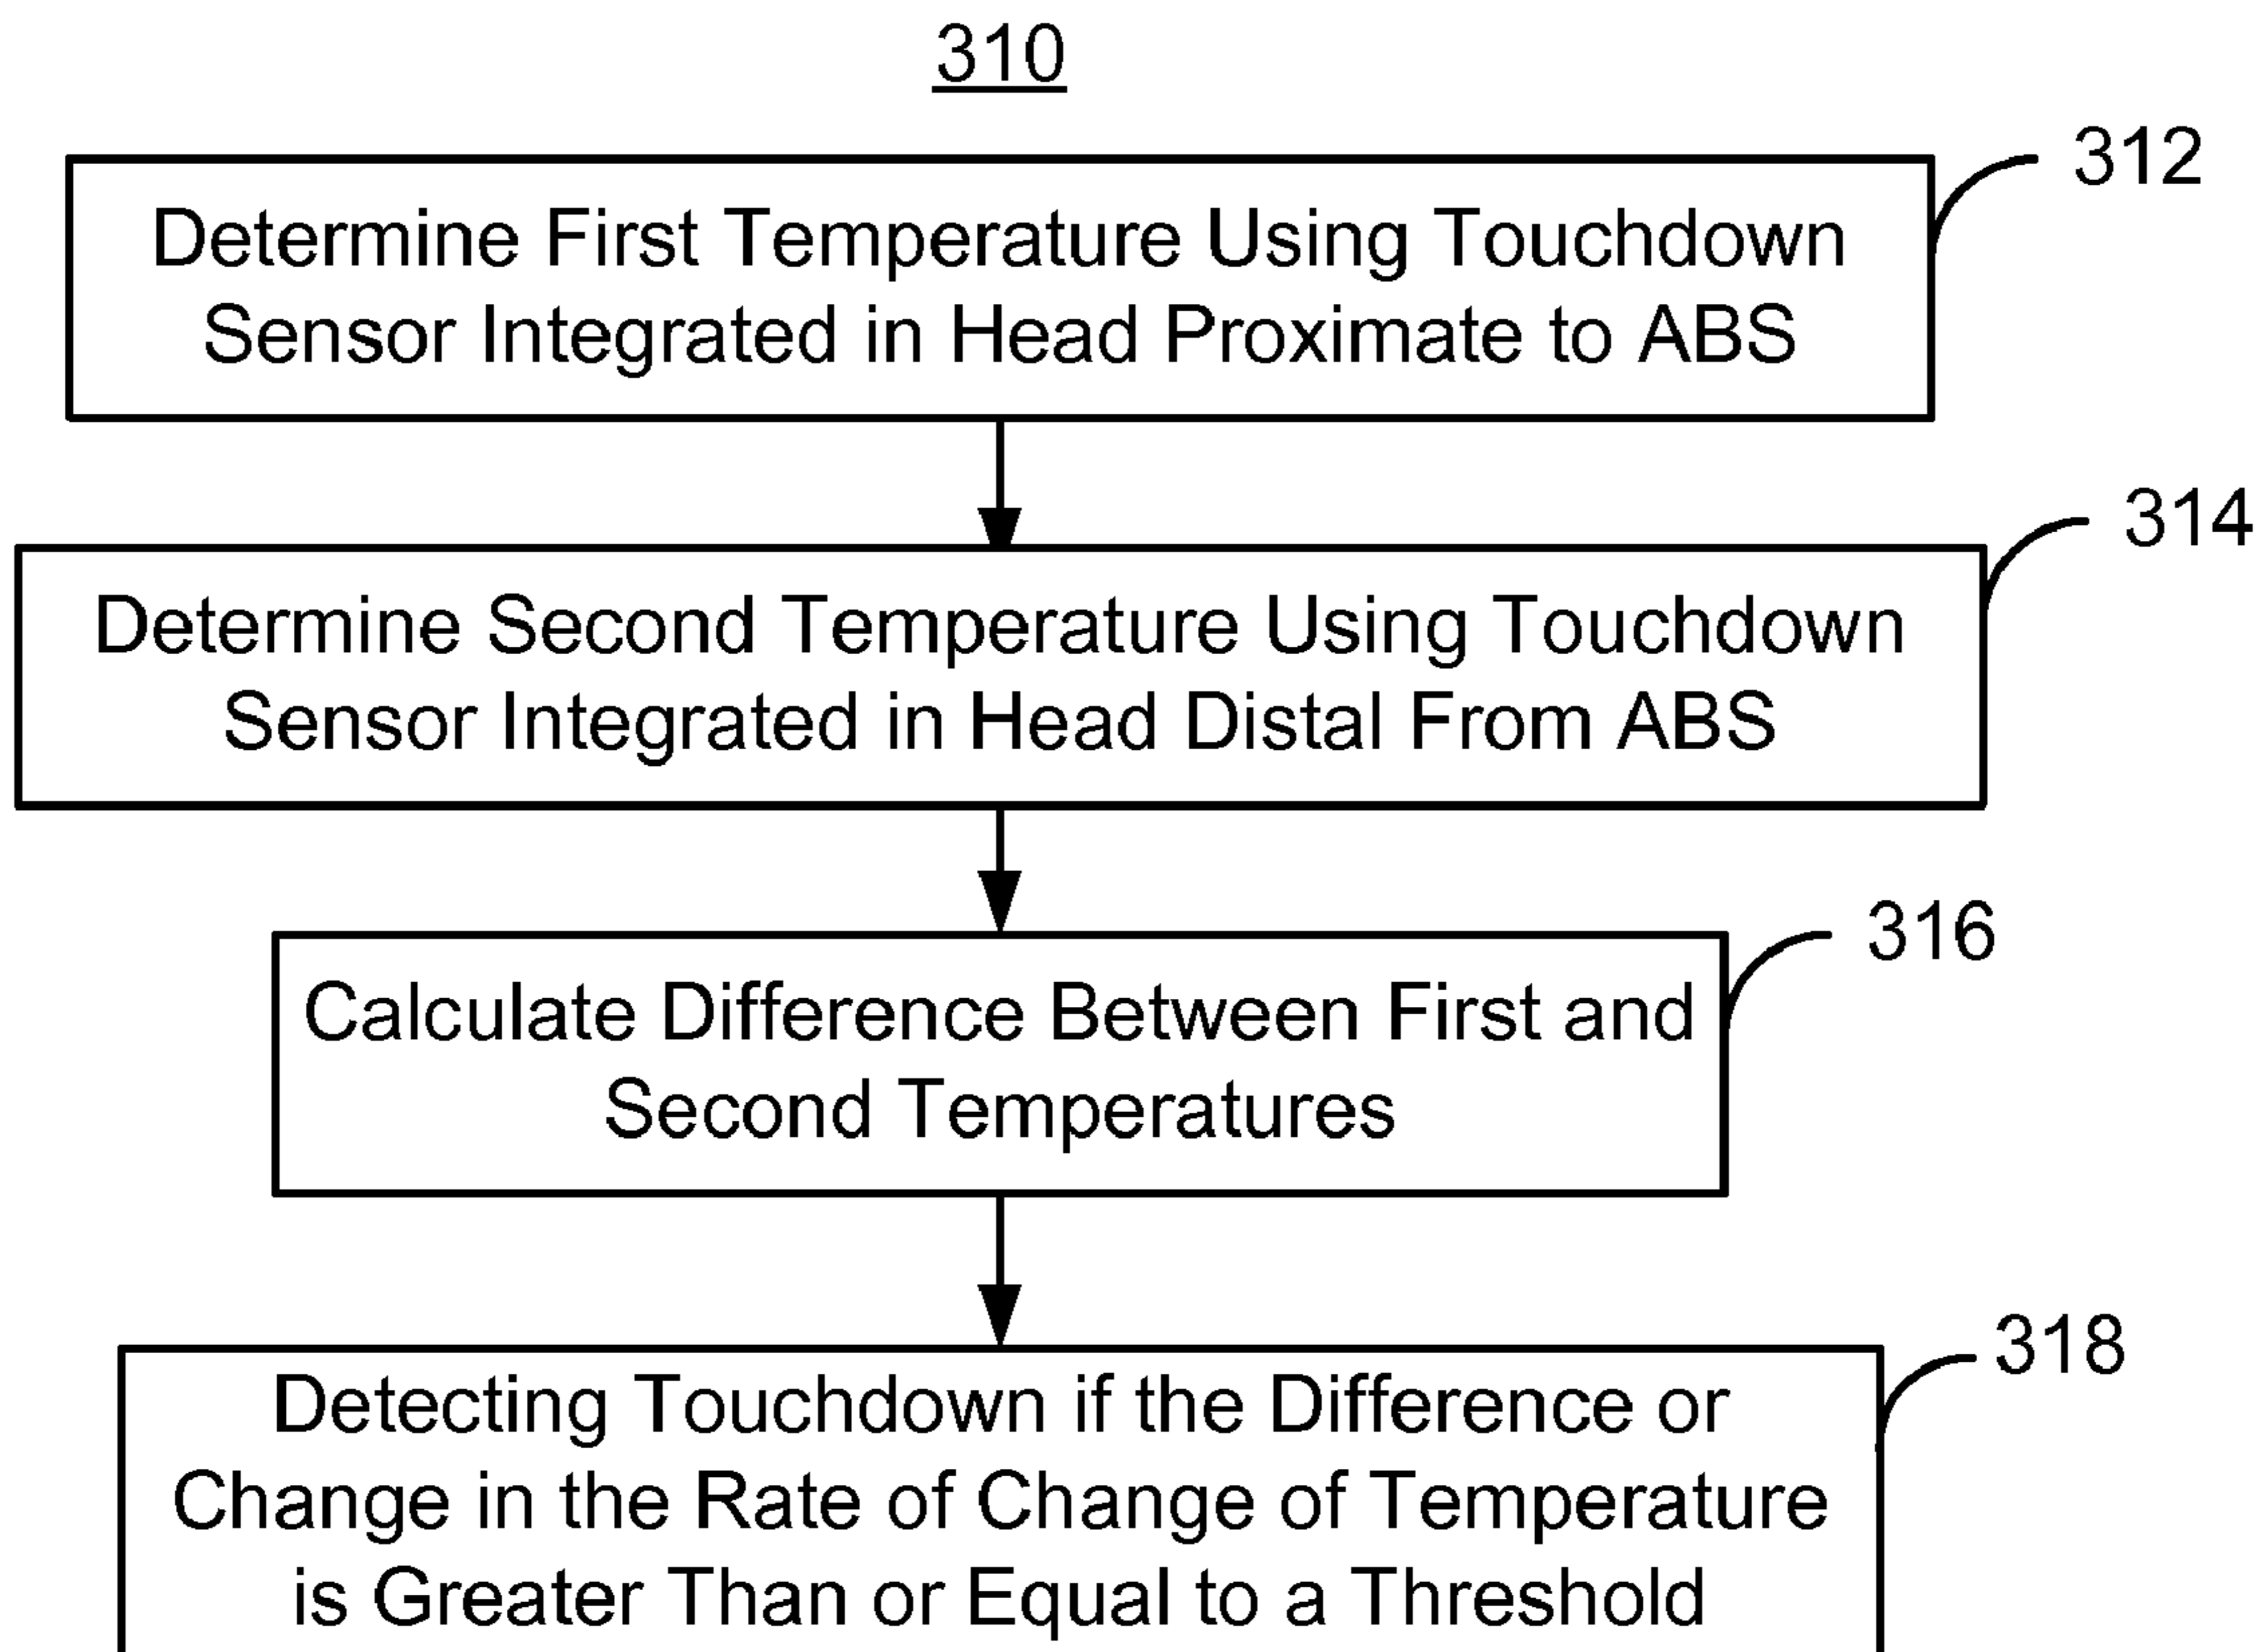 310
312
Determine First Temperature Using Touchdown
Sensor Integrated in Head Proximate to ABS
314
Determine Second Temperature Using Touchdown
Sensor Integrated in Head Distal From ABS
316
Calculate Difference Between First and
Second Temperatures
318
Detecting Touchdown if the Difference or
Change in the Rate of Change of Temperature
is Greater Than or Equal to a Threshold